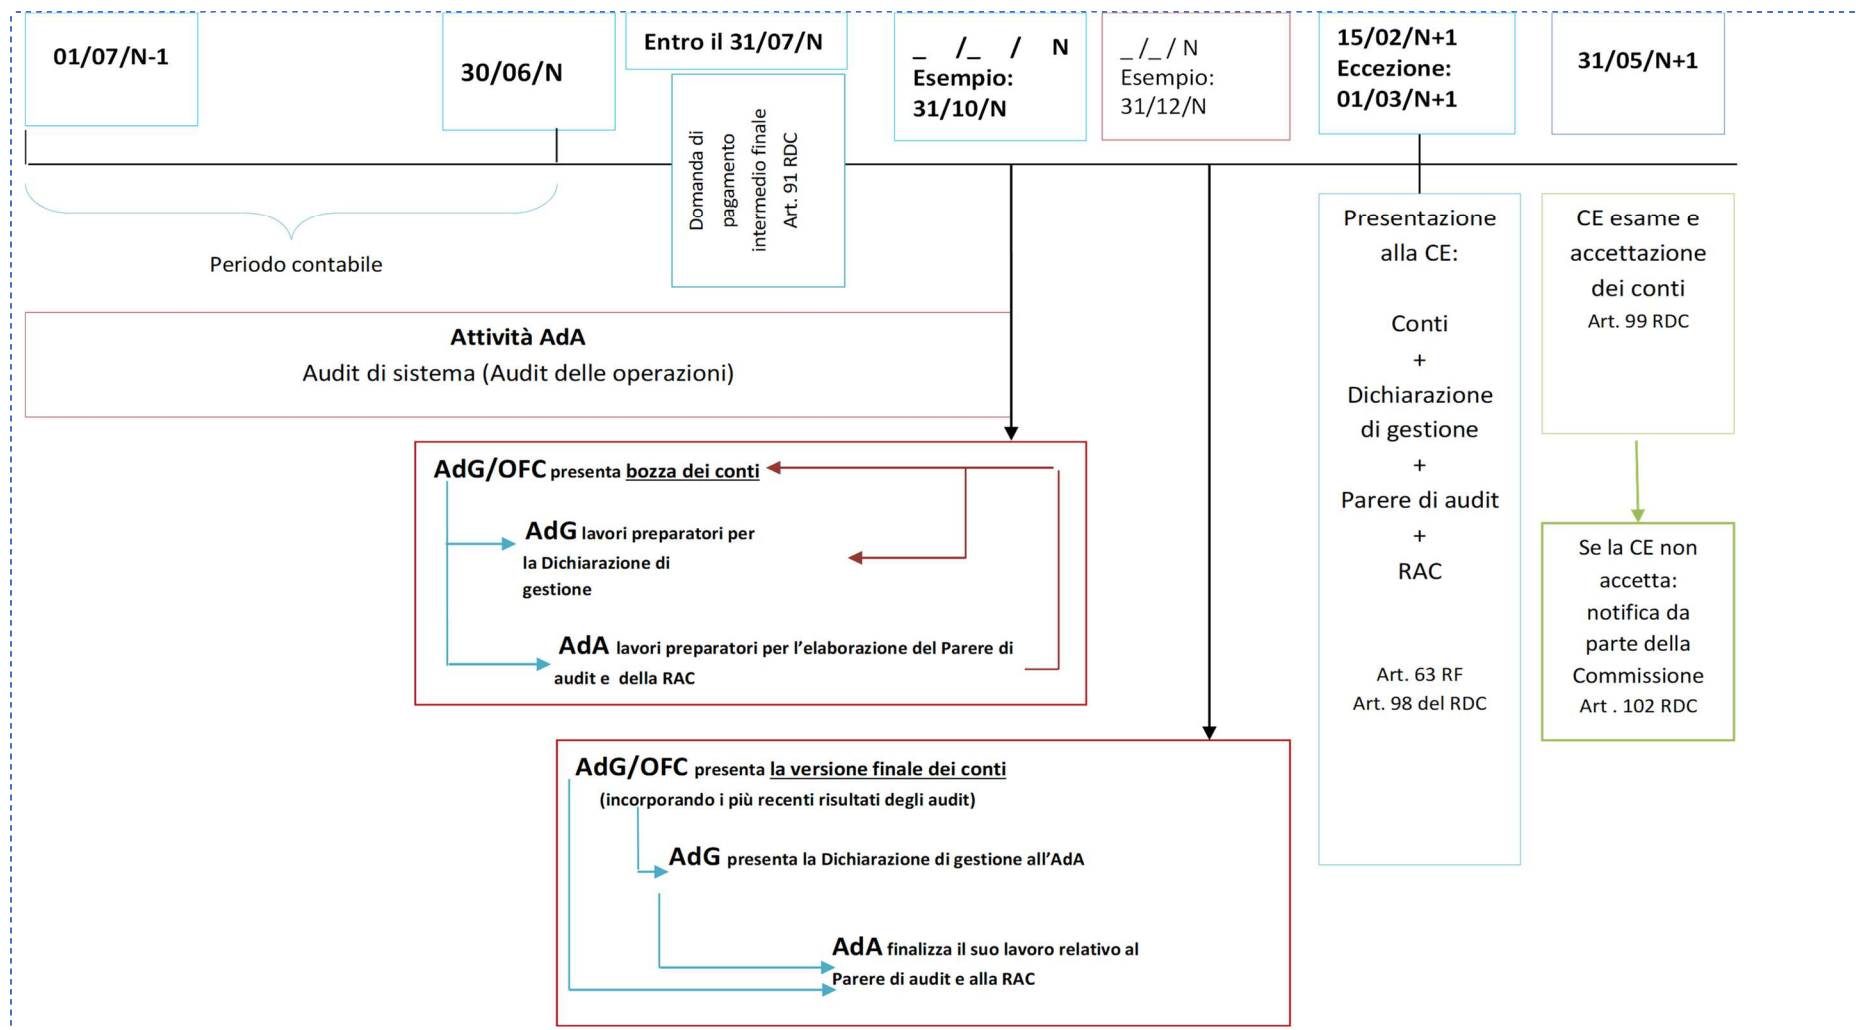 01/07/N-1
30/06/N
Entro il 31/07/N
_ /_ / N
Esempio:
31/10/N
_ /_ / N
Esempio:
31/12/N
15/02/N+1
Eccezione:
01/03/N+1
31/05/N+1
Domanda di
pagamento
intermedio finale
Art. 91 RDC
Periodo contabile
Attività AdA
Audit di sistema (Audit delle operazioni)
AdG/OFC presenta bozza dei conti
AdG lavori preparatori per
la Dichiarazione di
gestione
AdA lavori preparatori per l’elaborazione del Parere di
audit e della RAC
AdG/OFC presenta la versione finale dei conti
(incorporando i più recenti risultati degli audit)
AdG presenta la Dichiarazione di gestione all’AdA
AdA finalizza il suo lavoro relativo al
Parere di audit e alla RAC
Presentazione
alla CE:
Conti
+
Dichiarazione
di gestione
+
Parere di audit
+
RAC
Art. 63 RF
Art. 98 del RDC
CE esame e
accettazione
dei conti
Art. 99 RDC
Se la CE non
accetta:
notifica da
parte della
Commissione
Art . 102 RDC